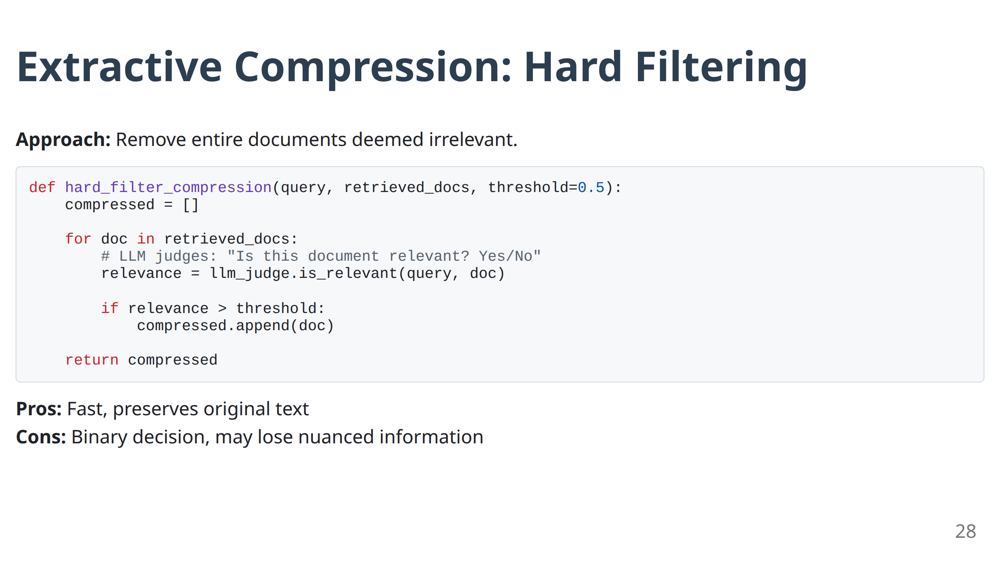 Extractive Compression: Hard Filtering
Approach: Remove entire documents deemed irrelevant.
def hard_filter_compression(query, retrieved_docs, threshold=0.5):
    compressed = []
    for doc in retrieved_docs:
        # LLM judges: "Is this document relevant? Yes/No"
        relevance = llm_judge.is_relevant(query, doc)
        if relevance > threshold:
            compressed.append(doc)
    return compressed
Pros: Fast, preserves original text
Cons: Binary decision, may lose nuanced information
28